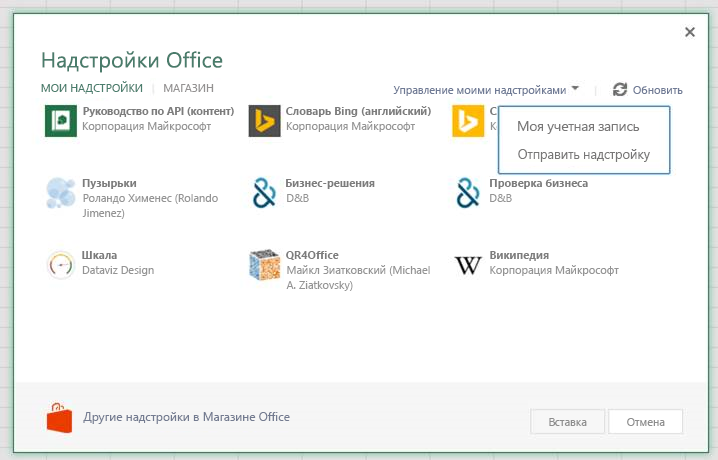 Надстройки Office
МОИ НАДСТРОЙКИ | МАГАЗИН
Управление моими надстройками
Обновить
Моя учетная запись
Отправить надстройку
Руководство по API (контент)
Корпорация Майкрософт
Словарь Bing (английский)
Корпорация Майкрософт
Пузырьки
Роландо Хименес (Rolando
Jimenez)
Бизнес-решения
D&B
Проверка бизнеса
D&B
Шкала
Dataviz Design
QR4Office
Майкл Зиатковский (Michael
A. Ziatkovsky)
Википедия
Корпорация Майкрософт
Другие надстройки в Магазине Office
Вставка
Отмена